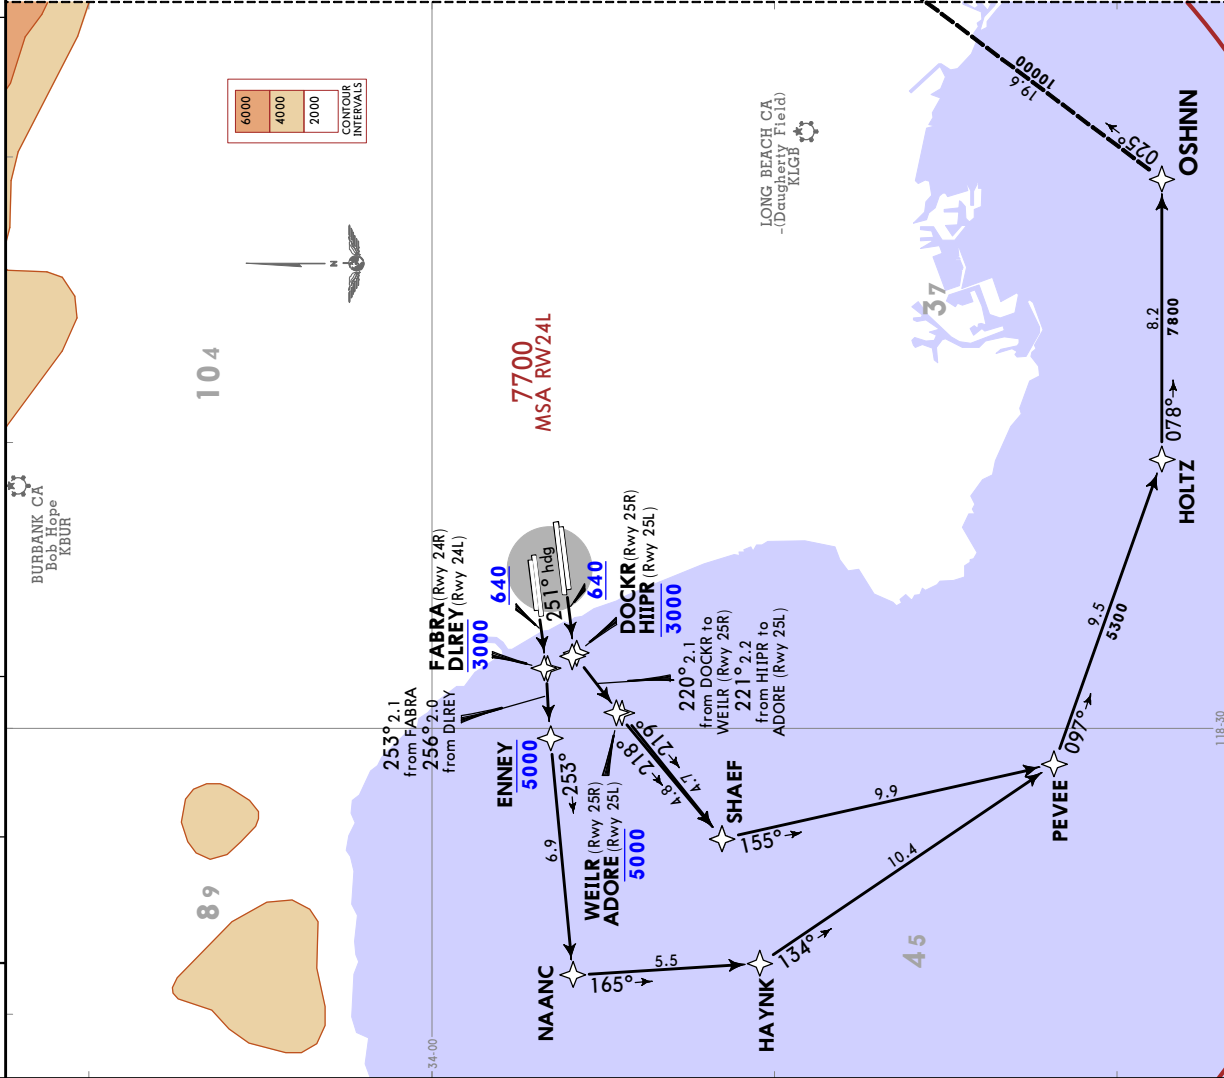 6000
4000
2000
CONTOUR
INTERVALS
LONG BEACH CA
-(Daugherty Field)
KLGB
10000
19.6
025°
OSHNN
N
37
104
7700
MSA RW24L
8.2
7800
078°
HOLTZ
BURBANK CA
Bob Hope
KBUR
FABRA (Rwy 24R)
DLREY (Rwy 24L)
3000
640
251° hdg
640
DOCKR (Rwy 25R)
HIIPR (Rwy 25L)
3000
253° 2.1
from FABRA
256° 2.0
from DLREY
220° 2.1
from DOCKR to
WEILR (Rwy 25R)
221° 2.2
from HIIPR to
ADORE (Rwy 25L)
ENNEY
5000
253°
6.9
218°
219°
4.8
4.7
WEILR (Rwy 25R)
ADORE (Rwy 25L)
5000
SHAEF
155°
9.9
9.5
5300
097°
PEVEE
118-30
89
NAANC
165°
5.5
HAYNK
134°
10.4
45
34-00